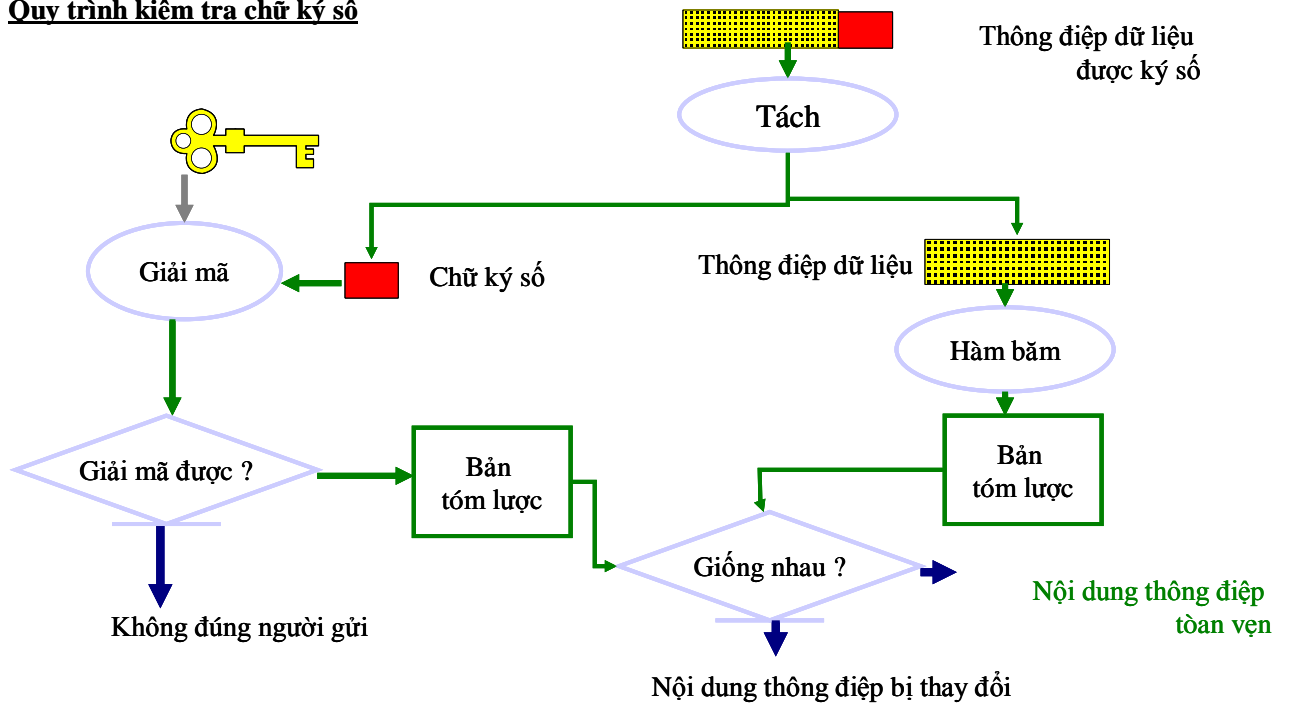 Quy trình kiểm tra chữ ký số
Thông điệp dữ liệu
được ký số
Tách
Giải mã
Chữ ký số
Thông điệp dữ liệu
Hàm băm
Giải mã được ?
Bản
tóm lược
Bản
tóm lược
Giống nhau ?
Nội dung thông điệp
tòan vẹn
Không đúng người gửi
Nội dung thông điệp bị thay đổi